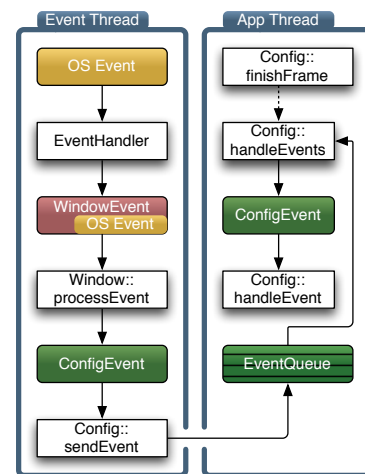 Event Thread
OS Event
EventHandler
WindowEvent
OS Event
Window::
processEvent
ConfigEvent
Config::
sendEvent
App Thread
Config::
finishFrame
Config::
handleEvents
ConfigEvent
Config::
handleEvent
EventQueue